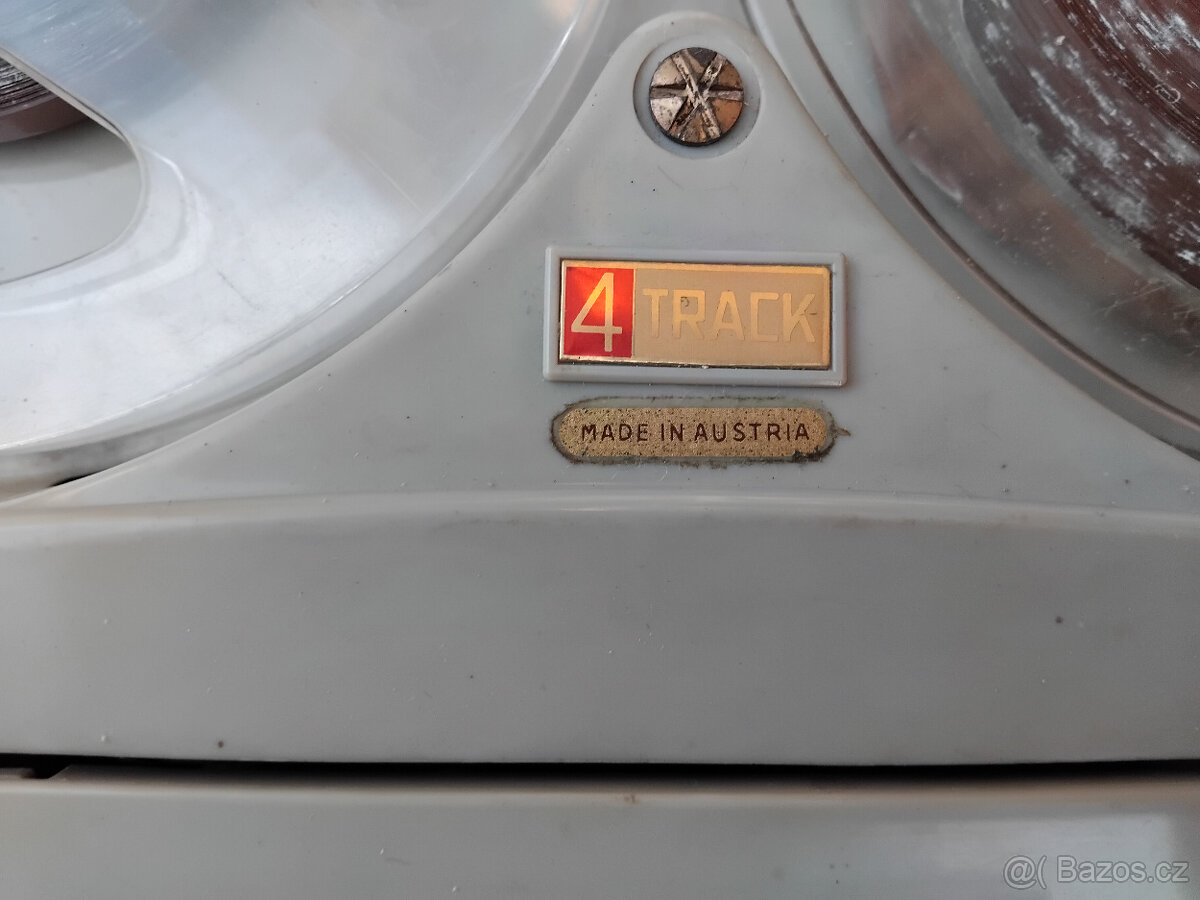 4 TRACK
MADE IN AUSTRIA
@( Bazos.cz